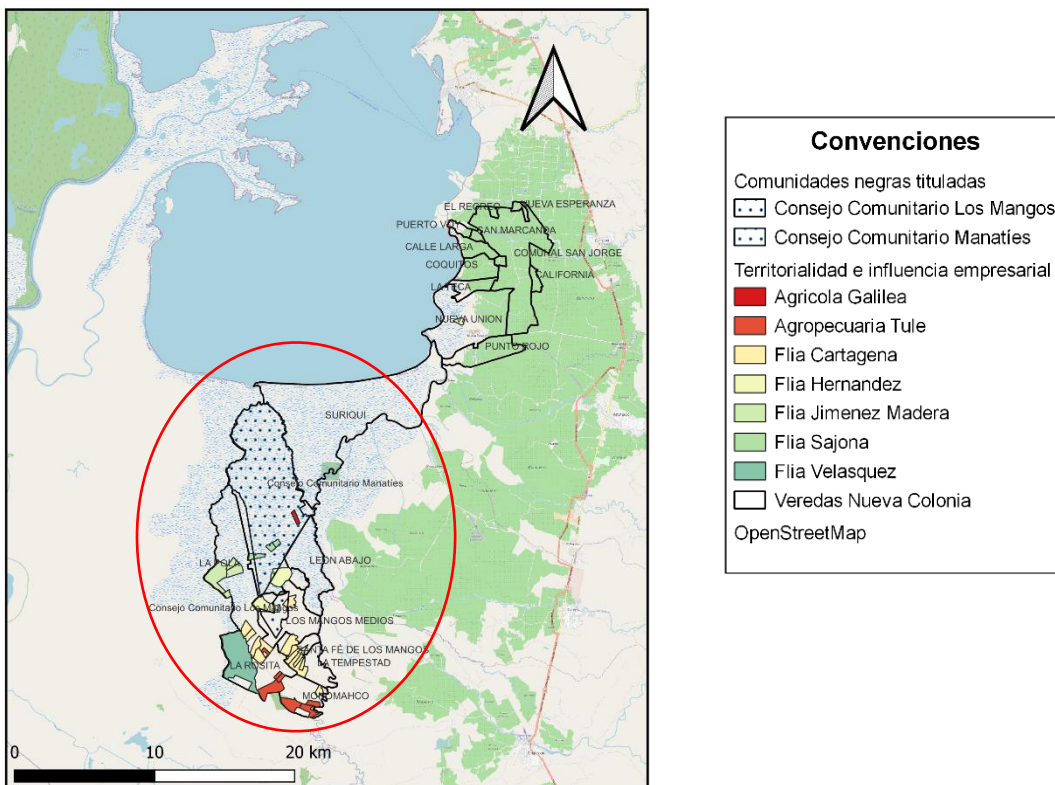 EL RECREO
NUEVA ESPERANZA
PUERTO
SAN MARCANDA
CALLE LARGA
COMUNAL SAN JORGE
COQUITOS
CALIFORNIA
LA TECA
NUEVA UNION
PUNTO ROJO
SURIQUI
Consejo Comunitario Manatíes
LEON ABAJO
Consejo Comunitario Los Mangos
LOS MANGOS MEDIOS
SANTA FÉ DE LOS MANGOS
LA ROSITA
LA TEMPESTAD
0 10 20 km
Convenciones
Comunidades negras tituladas
Consejo Comunitario Los Mangos
Consejo Comunitario Manatíes
Territorialidad e influencia empresarial
Agricola Galilea
Agropecuaria Tule
Flia Cartagena
Flia Hernandez
Flia Jimenez Madera
Flia Sajona
Flia Velasquez
Veredas Nueva Colonia
OpenStreetMap